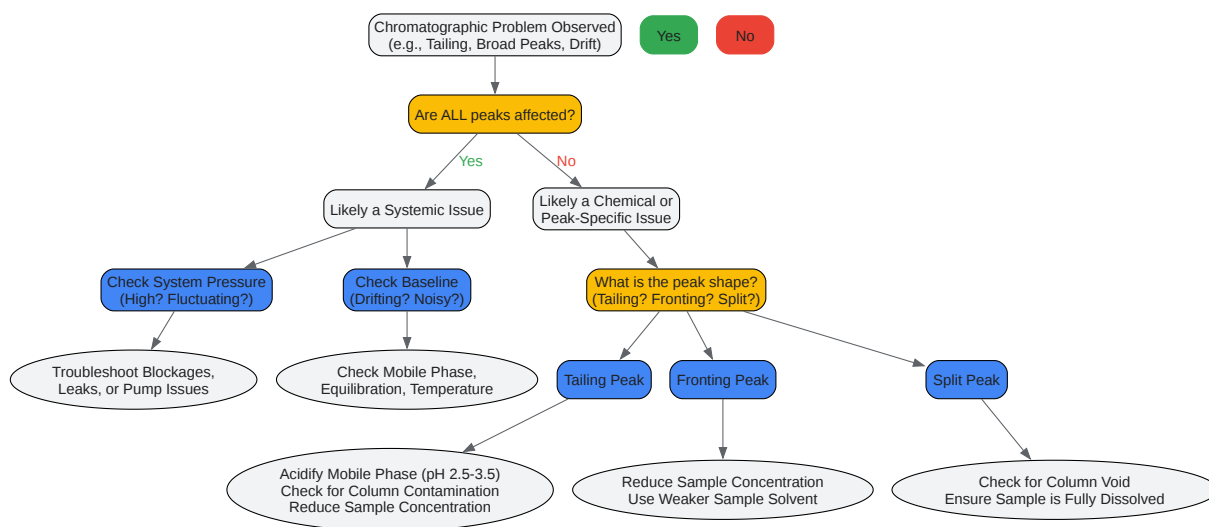 Chromatographic Problem Observed
(e.g., Tailing, Broad Peaks, Drift)
Yes
No
Are ALL peaks affected?
Yes
No
Likely a Systemic Issue
Likely a Chemical or
Peak-Specific Issue
Check System Pressure
(High? Fluctuating?)
Check Baseline
(Drifting? Noisy?)
What is the peak shape?
(Tailing? Fronting? Split?)
Troubleshoot Blockages,
Leaks, or Pump Issues
Check Mobile Phase,
Equilibration, Temperature
Tailing Peak
Fronting Peak
Split Peak
Acidify Mobile Phase (pH 2.5-3.5)
Check for Column Contamination
Reduce Sample Concentration
Reduce Sample Concentration
Use Weaker Sample Solvent
Check for Column Void
Ensure Sample is Fully Dissolved